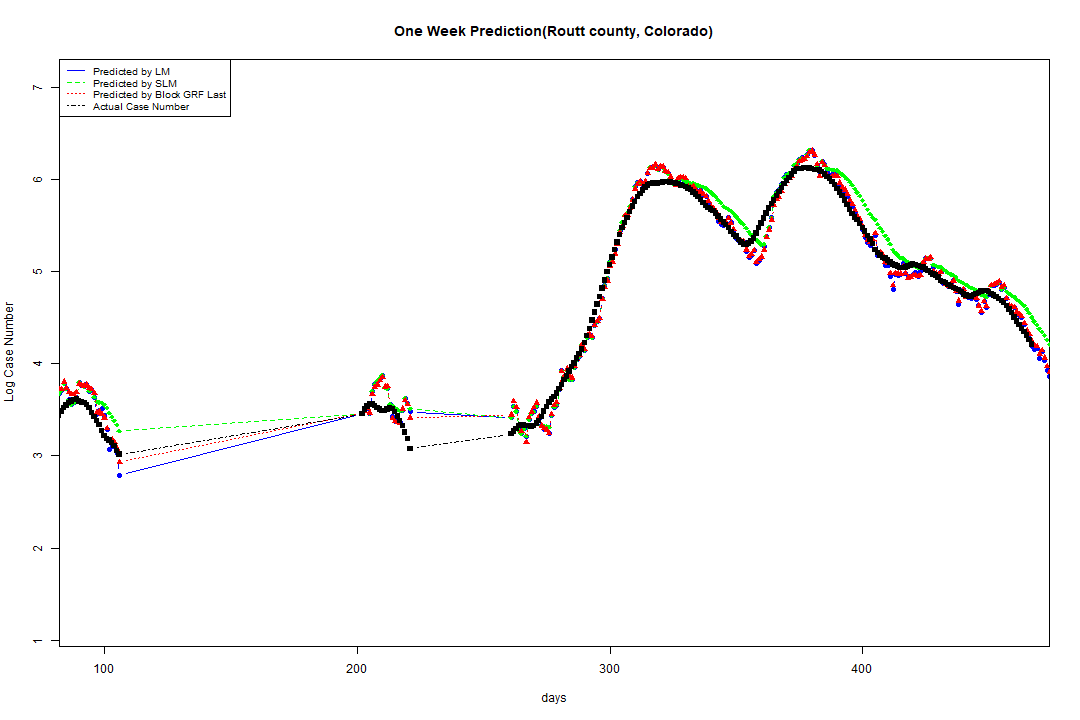 One Week Prediction(Routt county, Colorado)
Predicted by LM
Predicted by SLM
Predicted by Block GRF Last
Actual Case Number
7
6
5
4
3
2
1
Log Case Number
100 200 300 400
days